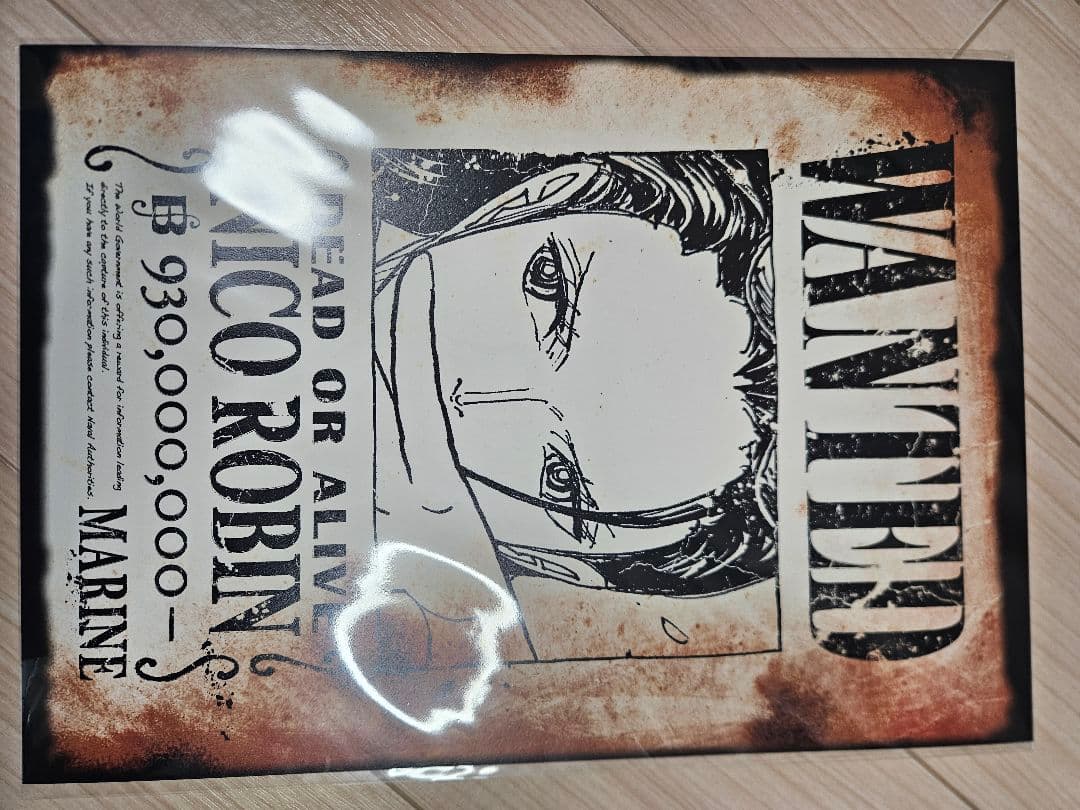 WANTED
DEAD OR ALIVE
NICO ROBIN
฿ 930,000,000—
The World Government is offering a reward for information leading
directly to the capture of this individual.
If you have any such information please contact Naval Authorities.
MARINE